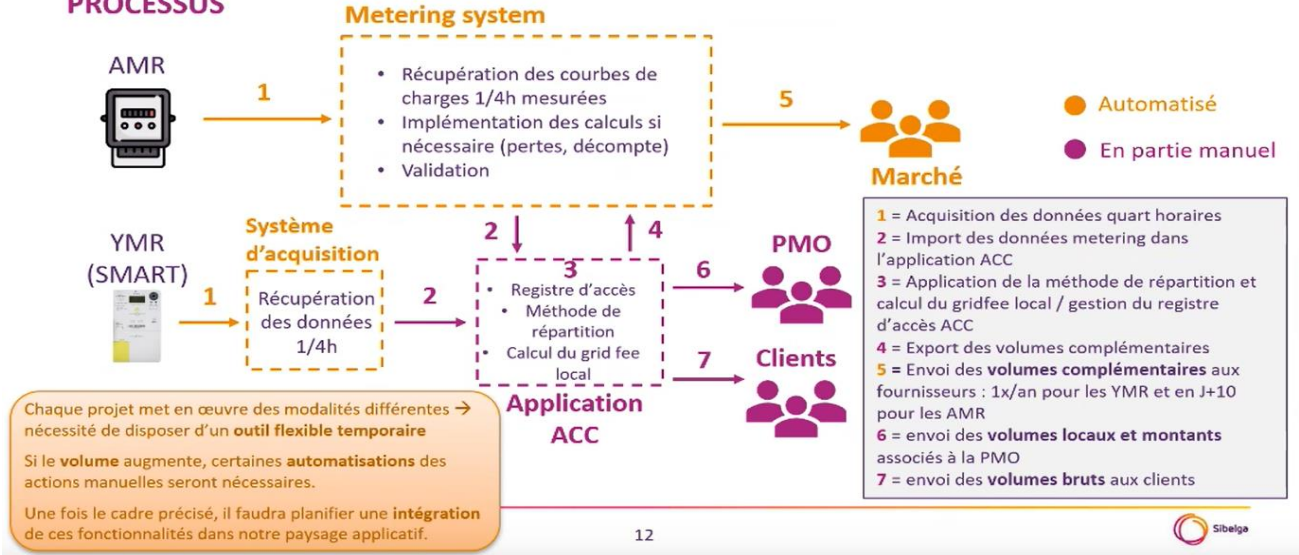 PROCESSUS
Metering system
AMR
1
• Récupération des courbes de
charges 1/4h mesurées
• Implémentation des calculs si
nécessaire (pertes, décompte)
• Validation
5
Marché
Automatisé
En partie manuel
YMR
(SMART)
1
Système
d'acquisition
Récupération
des données
1/4h
2
2
4
3
• Registre d'accès
• Méthode de
répartition
• Calcul du grid fee
local
Application
ACC
6
PMO
7
Clients
1 = Acquisition des données quart horaires
2 = Import des données metering dans
l'application ACC
3 = Application de la méthode de répartition et
calcul du gridfee local / gestion du registre
d'accès ACC
4 = Export des volumes complémentaires
5 = Envoi des volumes complémentaires aux
fournisseurs : 1x/an pour les YMR et en J+10
pour les AMR
6 = envoi des volumes locaux et montants
associés à la PMO
7 = envoi des volumes bruts aux clients
Chaque projet met en œuvre des modalités différentes →
nécessité de disposer d'un outil flexible temporaire
Si le volume augmente, certaines automatisations des
actions manuelles seront nécessaires.
Une fois le cadre précisé, il faudra planifier une intégration
de ces fonctionnalités dans notre paysage applicatif.
12
Sibelga